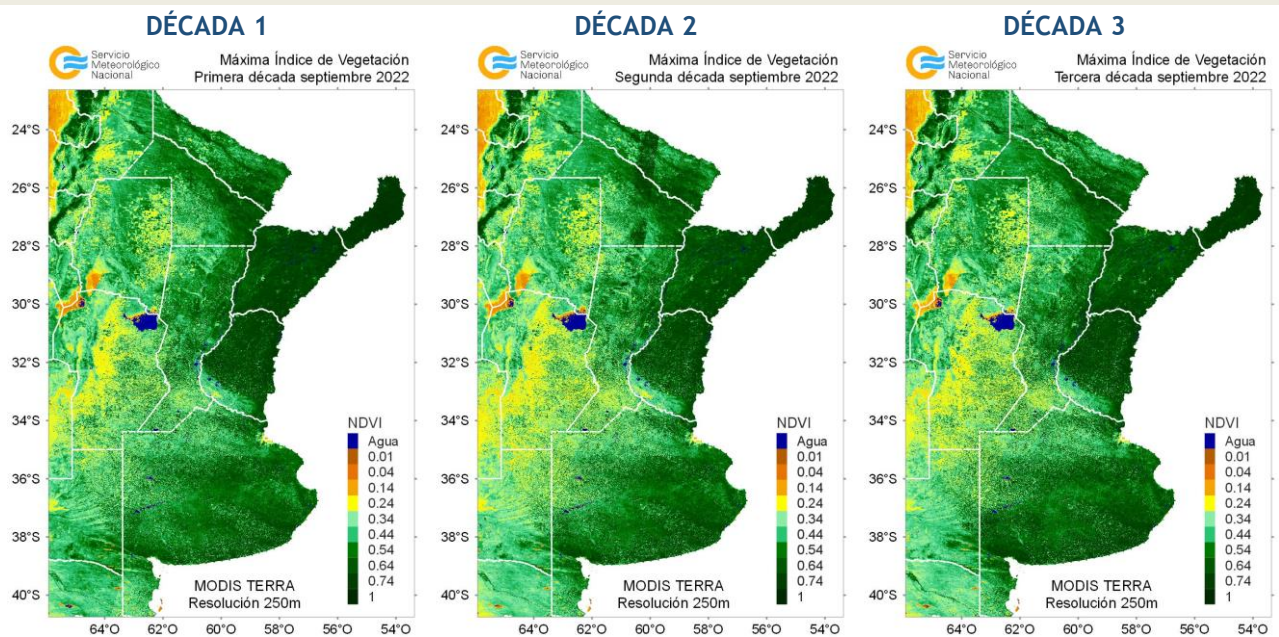 DÉCADA 1
Servicio
Meteorológico
Nacional
Máxima Índice de Vegetación
Primera década septiembre 2022
24°S
26°S
28°S
30°S
32°S
34°S
36°S
38°S
40°S
NDVI
Agua
0.01
0.04
0.14
0.24
0.34
0.44
0.54
0.64
0.74
1
MODIS TERRA
Resolución 250m
64°O
62°O
60°O
58°O
56°O
54°O
DÉCADA 2
Servicio
Meteorológico
Nacional
Máxima Índice de Vegetación
Segunda década septiembre 2022
24°S
26°S
28°S
30°S
32°S
34°S
36°S
38°S
40°S
NDVI
Agua
0.01
0.04
0.14
0.24
0.34
0.44
0.54
0.64
0.74
1
MODIS TERRA
Resolución 250m
64°O
62°O
60°O
58°O
56°O
54°O
DÉCADA 3
Servicio
Meteorológico
Nacional
Máxima Índice de Vegetación
Tercera década septiembre 2022
24°S
26°S
28°S
30°S
32°S
34°S
36°S
38°S
40°S
NDVI
Agua
0.01
0.04
0.14
0.24
0.34
0.44
0.54
0.64
0.74
1
MODIS TERRA
Resolución 250m
64°O
62°O
60°O
58°O
56°O
54°O